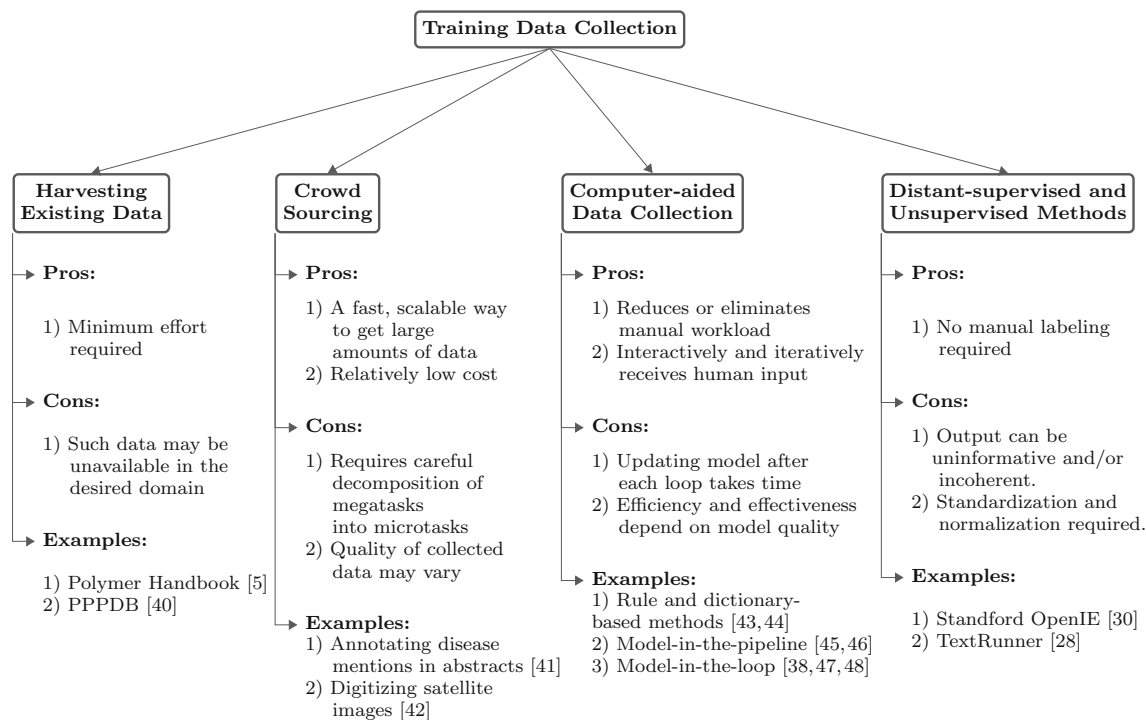 Training Data Collection
Harvesting
Existing Data
Pros:
1) Minimum effort
required
Cons:
1) Such data may be
unavailable in the
desired domain
Examples:
1) Polymer Handbook [5]
2) PPPDB [40]
Crowd
Sourcing
Pros:
1) A fast, scalable way
to get large
amounts of data
2) Relatively low cost
Cons:
1) Requires careful
decomposition of
megatasks
into microtasks
2) Quality of collected
data may vary
Examples:
1) Annotating disease
mentions in abstracts [41]
2) Digitizing satellite
images [42]
Computer-aided
Data Collection
Pros:
1) Reduces or eliminates
manual workload
2) Interactively and iteratively
receives human input
Cons:
1) Updating model after
each loop takes time
2) Efficiency and effectiveness
depend on model quality
Examples:
1) Rule and dictionary-
based methods [43,44]
2) Model-in-the-pipeline [45,46]
3) Model-in-the-loop [38,47,48]
Distant-supervised and
Unsupervised Methods
Pros:
1) No manual labeling
required
Cons:
1) Output can be
uninformative and/or
incoherent.
2) Standardization and
normalization required.
Examples:
1) Standford OpenIE [30]
2) TextRunner [28]